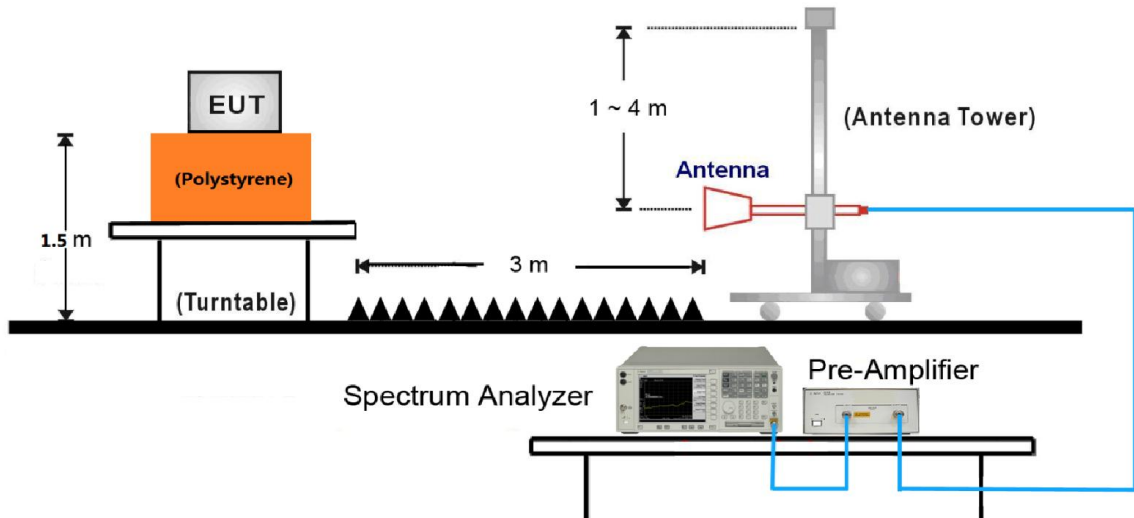 EUT
(Polystyrene)
1.5 m
(Turntable)
3 m
1 ~ 4 m
Antenna
(Antenna Tower)
Spectrum Analyzer
Pre-Amplifier